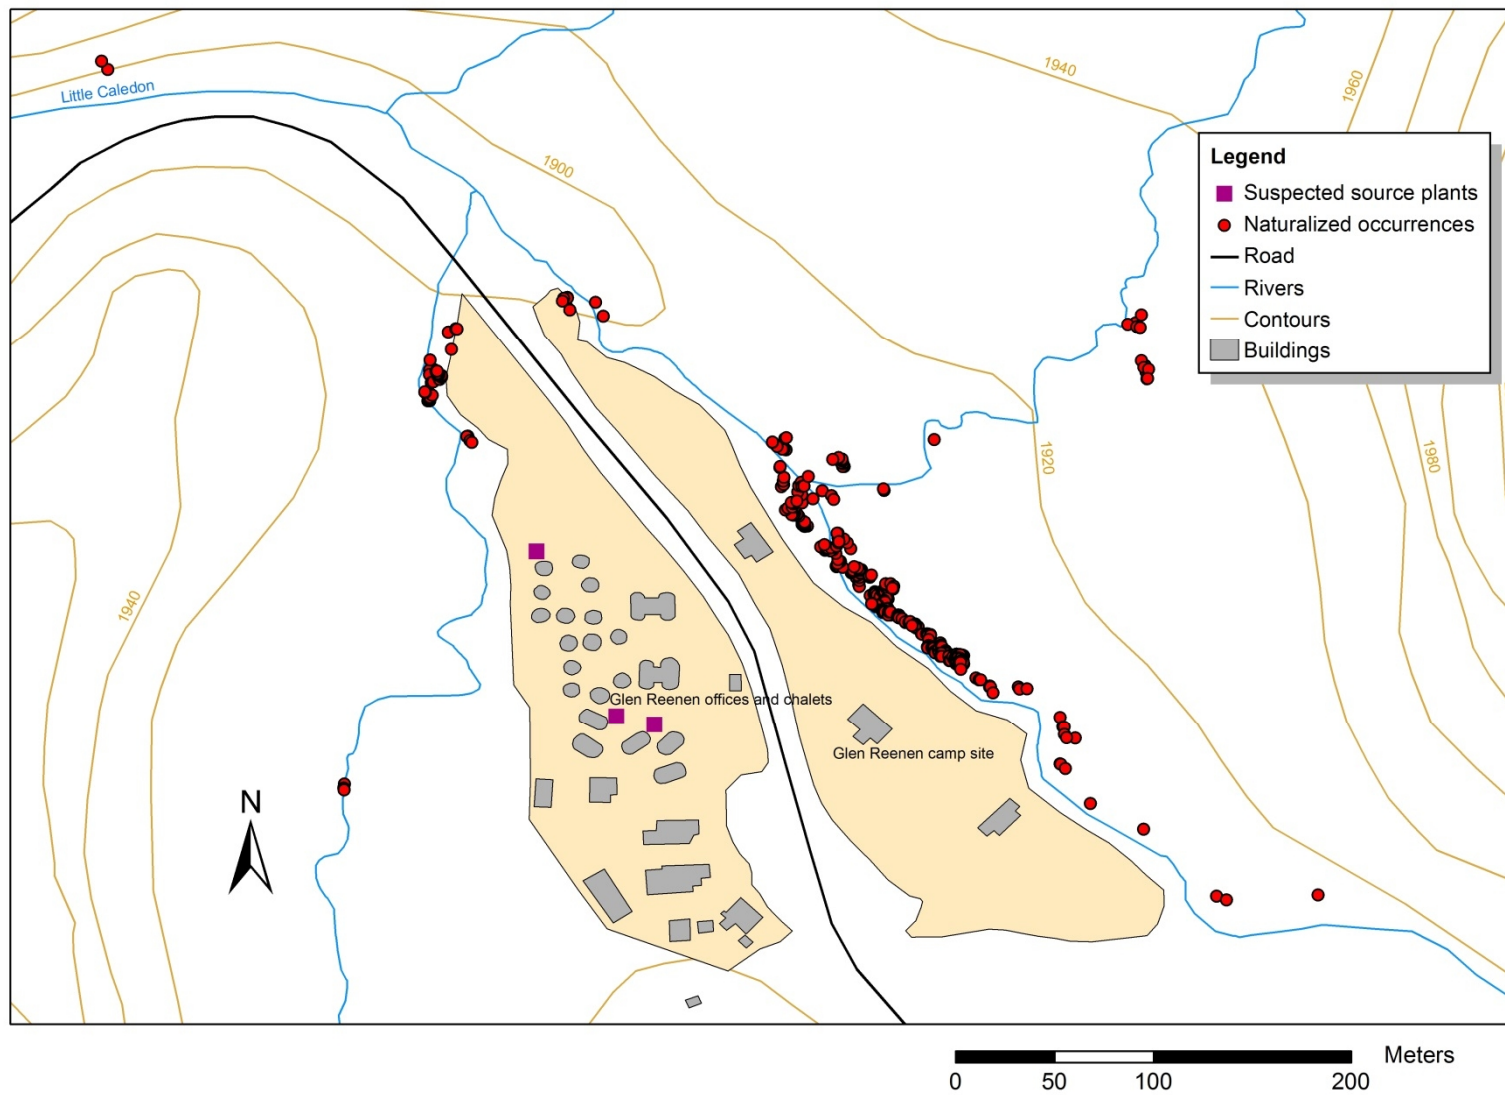 1940
1960
Little Caledon
1900
Legend
Suspected source plants
Naturalized occurrences
Road
Rivers
Contours
Buildings
1920
1980
1940
Glen Reenen offices and chalets
Glen Reenen camp site
N
Meters
0 50 100 200